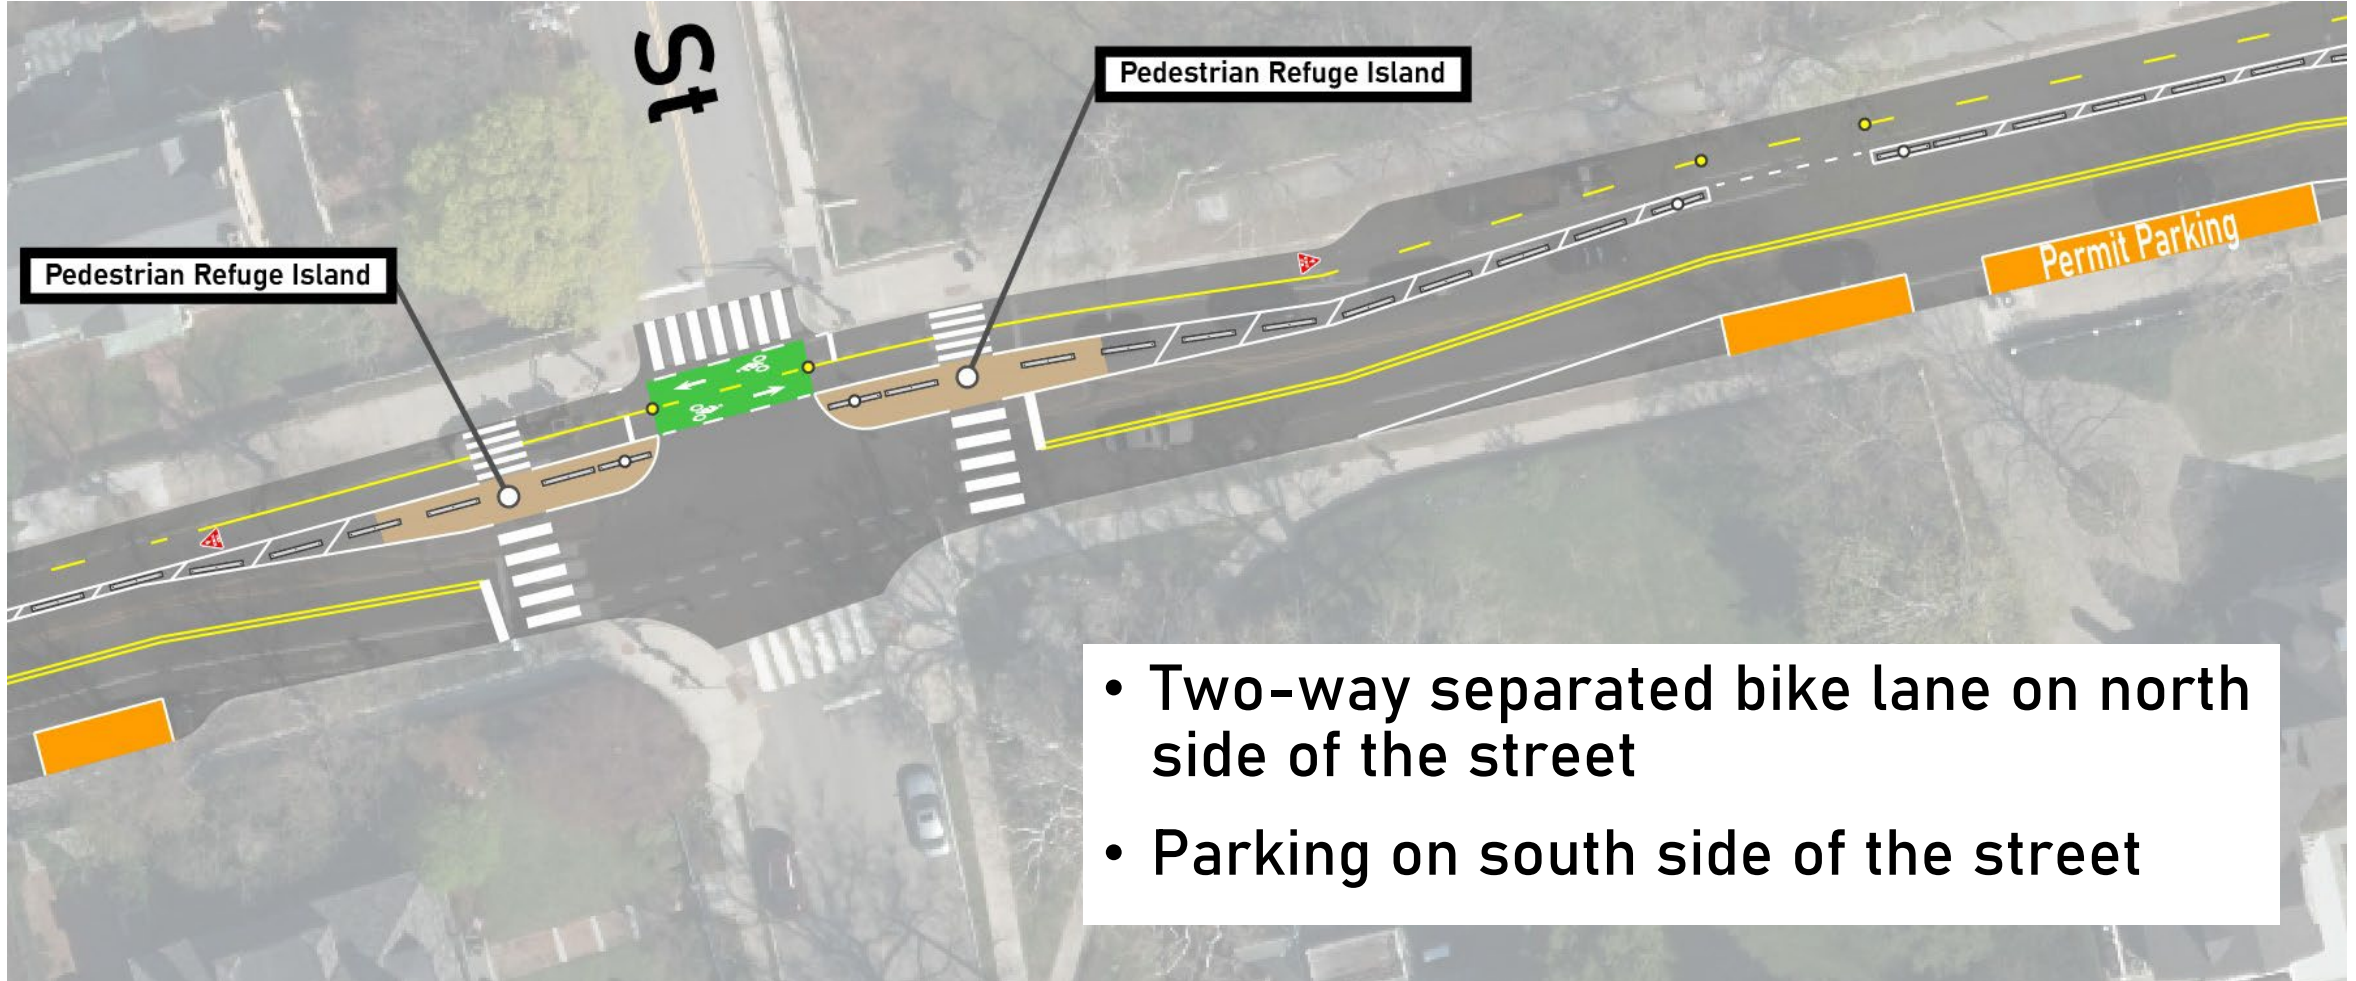 St
Pedestrian Refuge Island
Pedestrian Refuge Island
Permit Parking
• Two-way separated bike lane on north
side of the street
• Parking on south side of the street